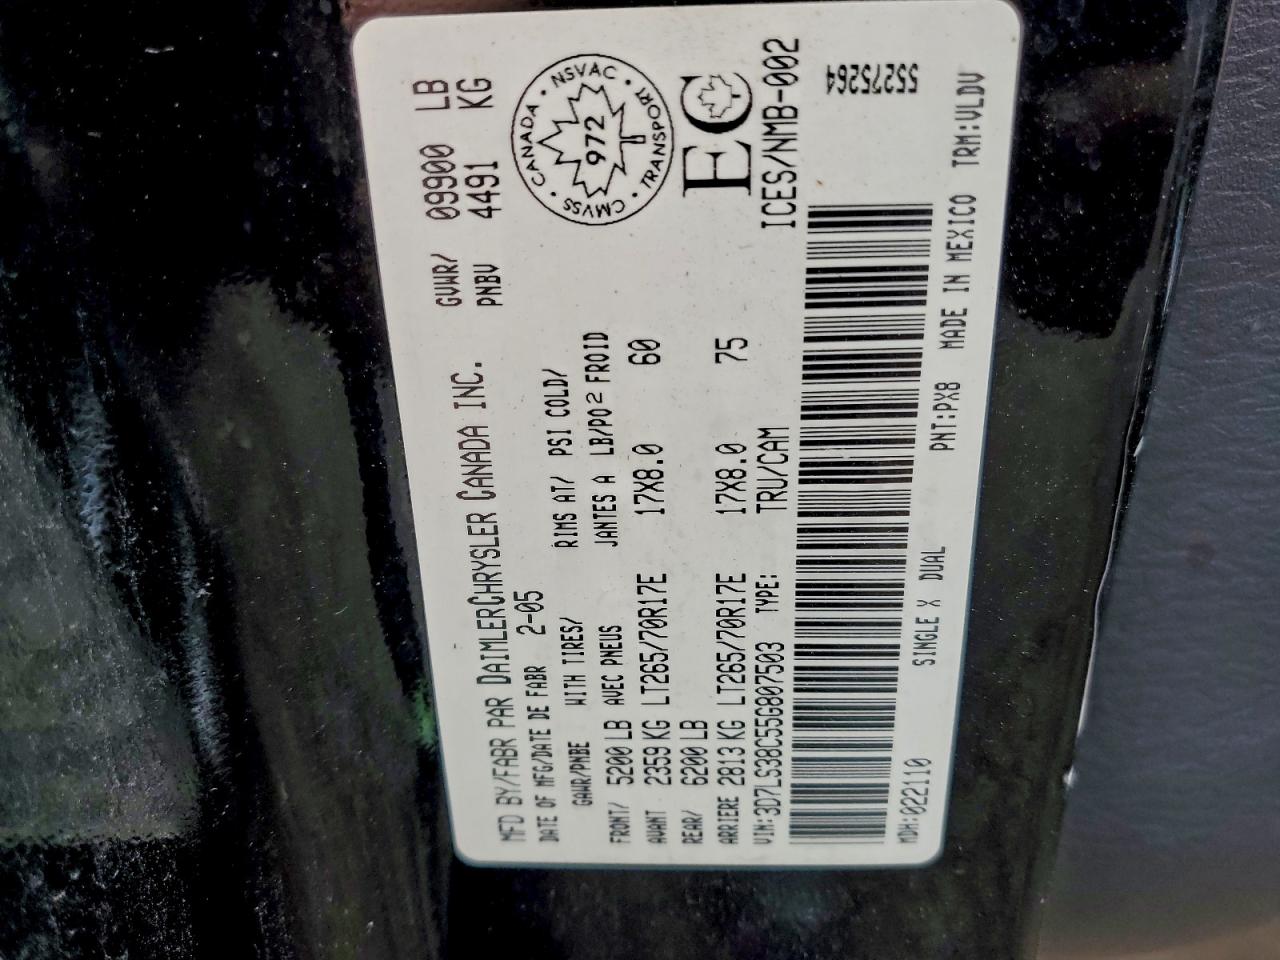 MFD BY/FABR PAR DAIMLERCHRYSLER CANADA INC.
GVWR/ 09900 LB
PNBV 4491 KG
DATE OF MFG/DATE DE FABR 2-05
GAWR/PNBE WITH TIRES/ RIMS AT/ PSI COLD/
AVEC PNEUS JANTES A LB/PO² FROID
FRONT/ 5200 LB
AVANT 2359 KG LT265/70R17E 17X8.0 60
REAR/ 6200 LB
ARRIERE 2813 KG LT265/70R17E 17X8.0 75
VIN: 3D7LS38C55G807503 TYPE: TRU/CAM
CANADA · NSVAC · TRANSPORT · CMVSS ·
972
EC
ICES/NMB-002
55275264
SINGLE X DUAL
MDH:022110
PNT:PX8 MADE IN MEXICO TRM:VLDV